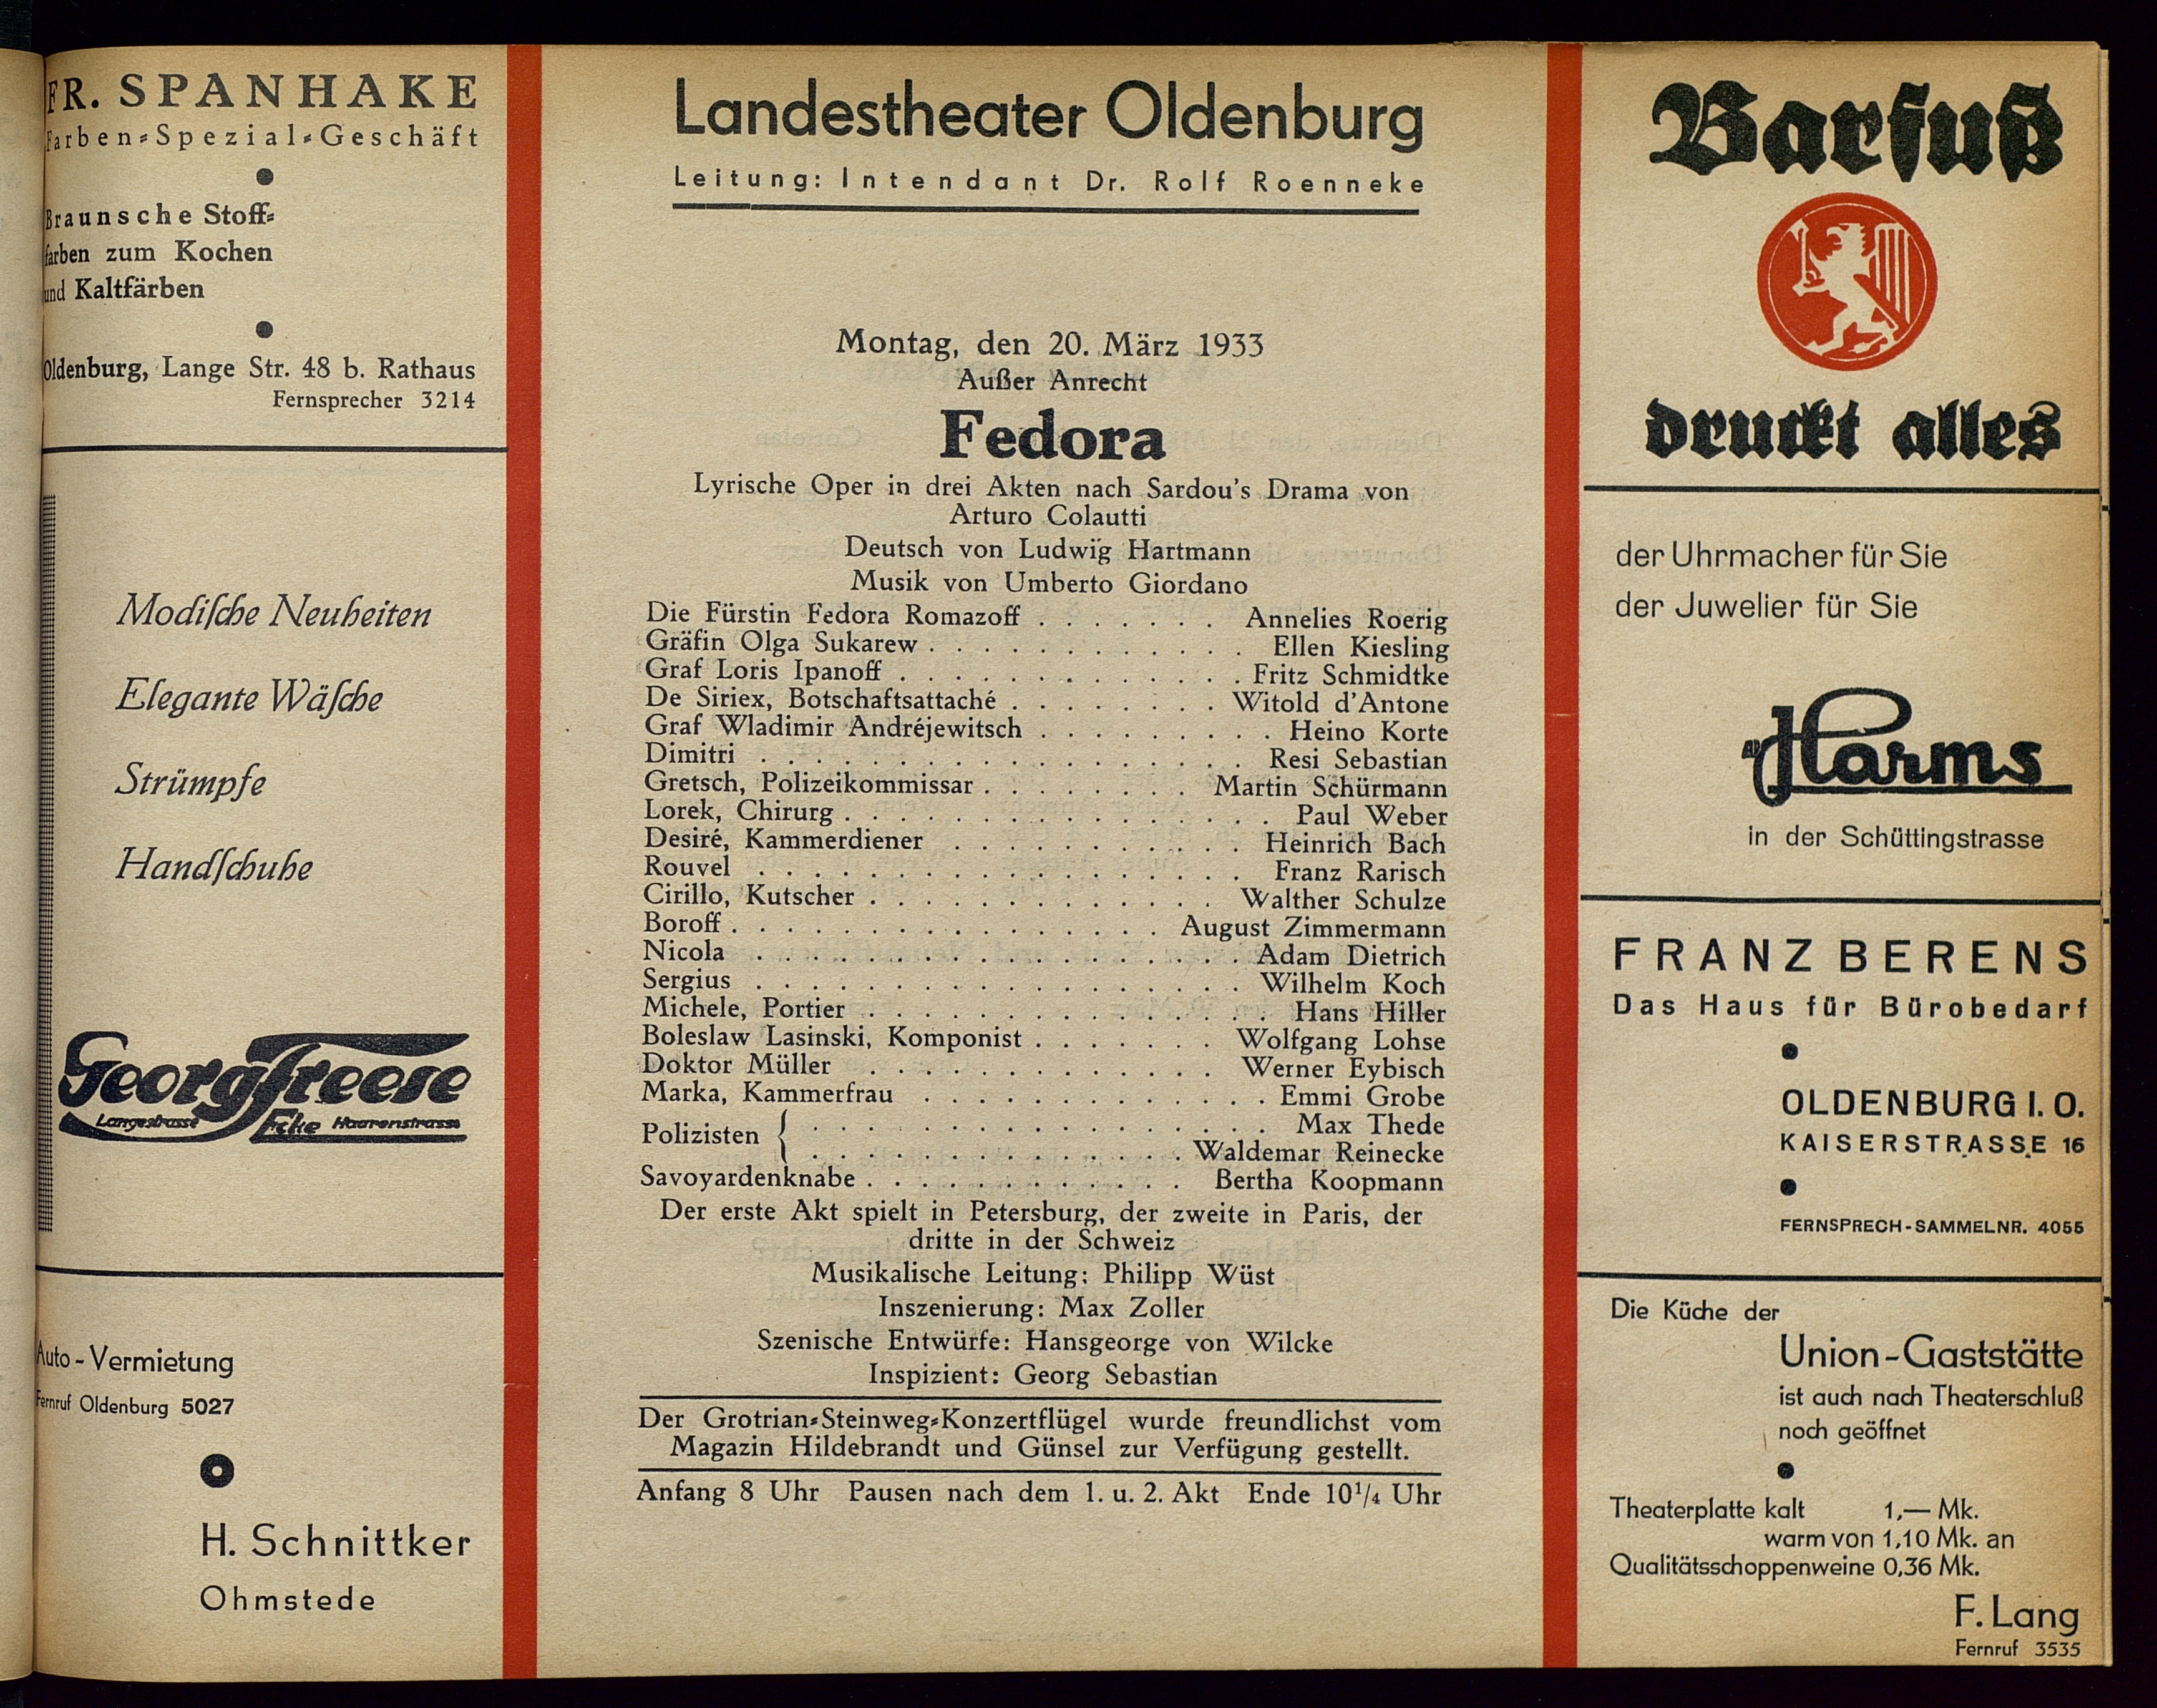 FR. SPANHAKE
Farben-Spezial-Geschäft
Braunsche Stoff-
farben zum Kochen
und Kaltfärben
Oldenburg, Lange Str. 48 b. Rathaus
Fernsprecher 3214
Modische Neuheiten
Elegante Wäsche
Strümpfe
Handschuhe
Georg Freese
Langestrasse Ecke Haarenstrasse
Auto-Vermietung
Fernruf Oldenburg 5027
H. Schnittker
Ohmstede
Landestheater Oldenburg
Leitung: Intendant Dr. Rolf Roenneke
Montag, den 20. März 1933
Außer Anrecht
Fedora
Lyrische Oper in drei Akten nach Sardou's Drama von
Arturo Colautti
Deutsch von Ludwig Hartmann
Musik von Umberto Giordano
Die Fürstin Fedora Romazoff . . . . . . . Annelies Roerig
Gräfin Olga Sukarew . . . . . . . . . . . . Ellen Kiesling
Graf Loris Ipanoff . . . . . . . . . . . . . Fritz Schmidtke
De Siriex, Botschaftsattaché . . . . . . . . Witold d'Antone
Graf Wladimir Andréjewitsch . . . . . . . . . Heino Korte
Dimitri . . . . . . . . . . . . . . . . . . Resi Sebastian
Gretsch, Polizeikommissar . . . . . . . . Martin Schürmann
Lorek, Chirurg . . . . . . . . . . . . . . . . Paul Weber
Desiré, Kammerdiener . . . . . . . . . . . Heinrich Bach
Rouvel . . . . . . . . . . . . . . . . . . Franz Rarisch
Cirillo, Kutscher . . . . . . . . . . . . . Walther Schulze
Boroff . . . . . . . . . . . . . . . . August Zimmermann
Nicola . . . . . . . . . . . . . . . . . . Adam Dietrich
Sergius . . . . . . . . . . . . . . . . . . Wilhelm Koch
Michele, Portier . . . . . . . . . . . . . . . Hans Hiller
Boleslaw Lasinski, Komponist . . . . . . . Wolfgang Lohse
Doktor Müller . . . . . . . . . . . . . Werner Eybisch
Marka, Kammerfrau . . . . . . . . . . . . . Emmi Grobe
Polizisten { . . . . . . . . . . . . . . . . . Max Thede
. . . . . . . . . . . . . . Waldemar Reinecke
Savoyardenknabe . . . . . . . . . . . . Bertha Koopmann
Der erste Akt spielt in Petersburg, der zweite in Paris, der
dritte in der Schweiz
Musikalische Leitung: Philipp Wüst
Inszenierung: Max Zoller
Szenische Entwürfe: Hansgeorge von Wilcke
Inspizient: Georg Sebastian
Der Grotrian-Steinweg-Konzertflügel wurde freundlichst vom
Magazin Hildebrandt und Günsel zur Verfügung gestellt.
Anfang 8 Uhr Pausen nach dem 1. u. 2. Akt Ende 10¹/₄ Uhr
Barfuß
druckt alles
der Uhrmacher für Sie
der Juwelier für Sie
Harms
in der Schüttingstrasse
FRANZ BERENS
Das Haus für Bürobedarf
OLDENBURG I. O.
KAISERSTRASSE 16
FERNSPRECH-SAMMELNR. 4055
Die Küche der
Union-Gaststätte
ist auch nach Theaterschluß
noch geöffnet
Theaterplatte kalt 1,— Mk.
warm von 1,10 Mk. an
Qualitätsschoppenweine 0,36 Mk.
F. Lang
Fernruf 3535